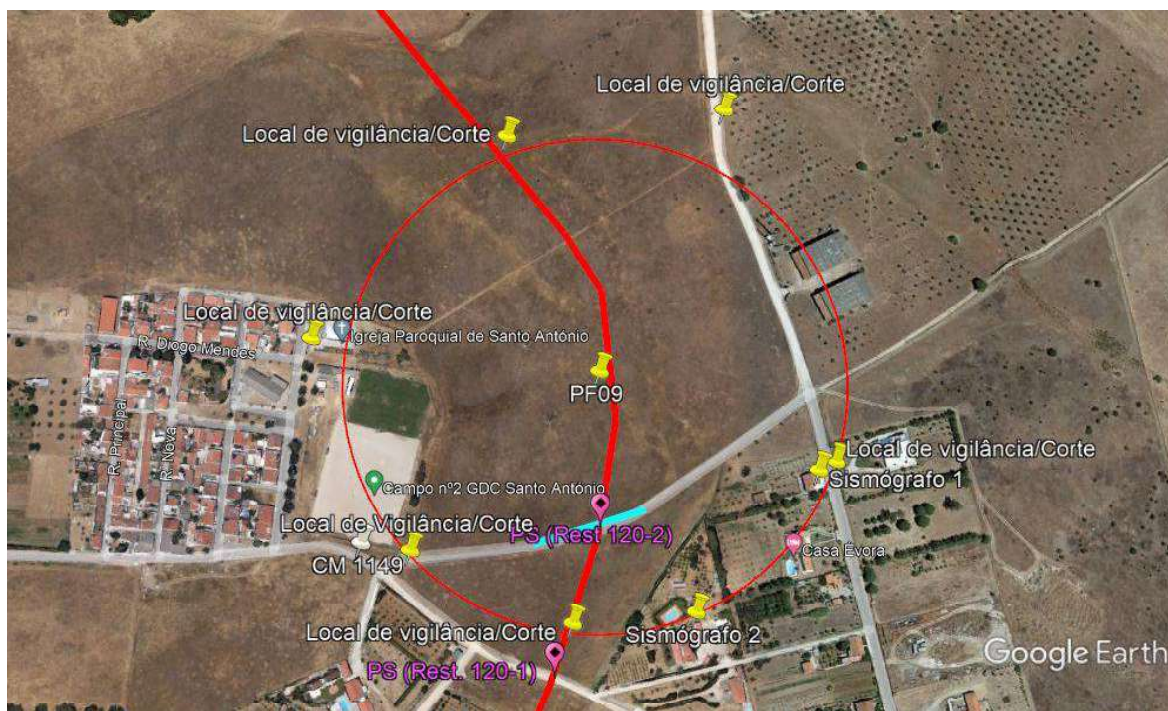 Local de vigilância/Corte
Local de vigilância/Corte
Local de vigilância/Corte
Igreja Paroquial de Santo António
R. Diogo Mendes
PF09
R. Principal
R. Nova
Local de vigilância/Corte
Sismógrafo 1
Campo nº2 GDC Santo António
Local de Vigilância/Corte
PS (Rest 120-2)
CM 1149
Casa Évora
Local de vigilância/Corte
Sismógrafo 2
PS (Rest. 120-1)
Google Earth